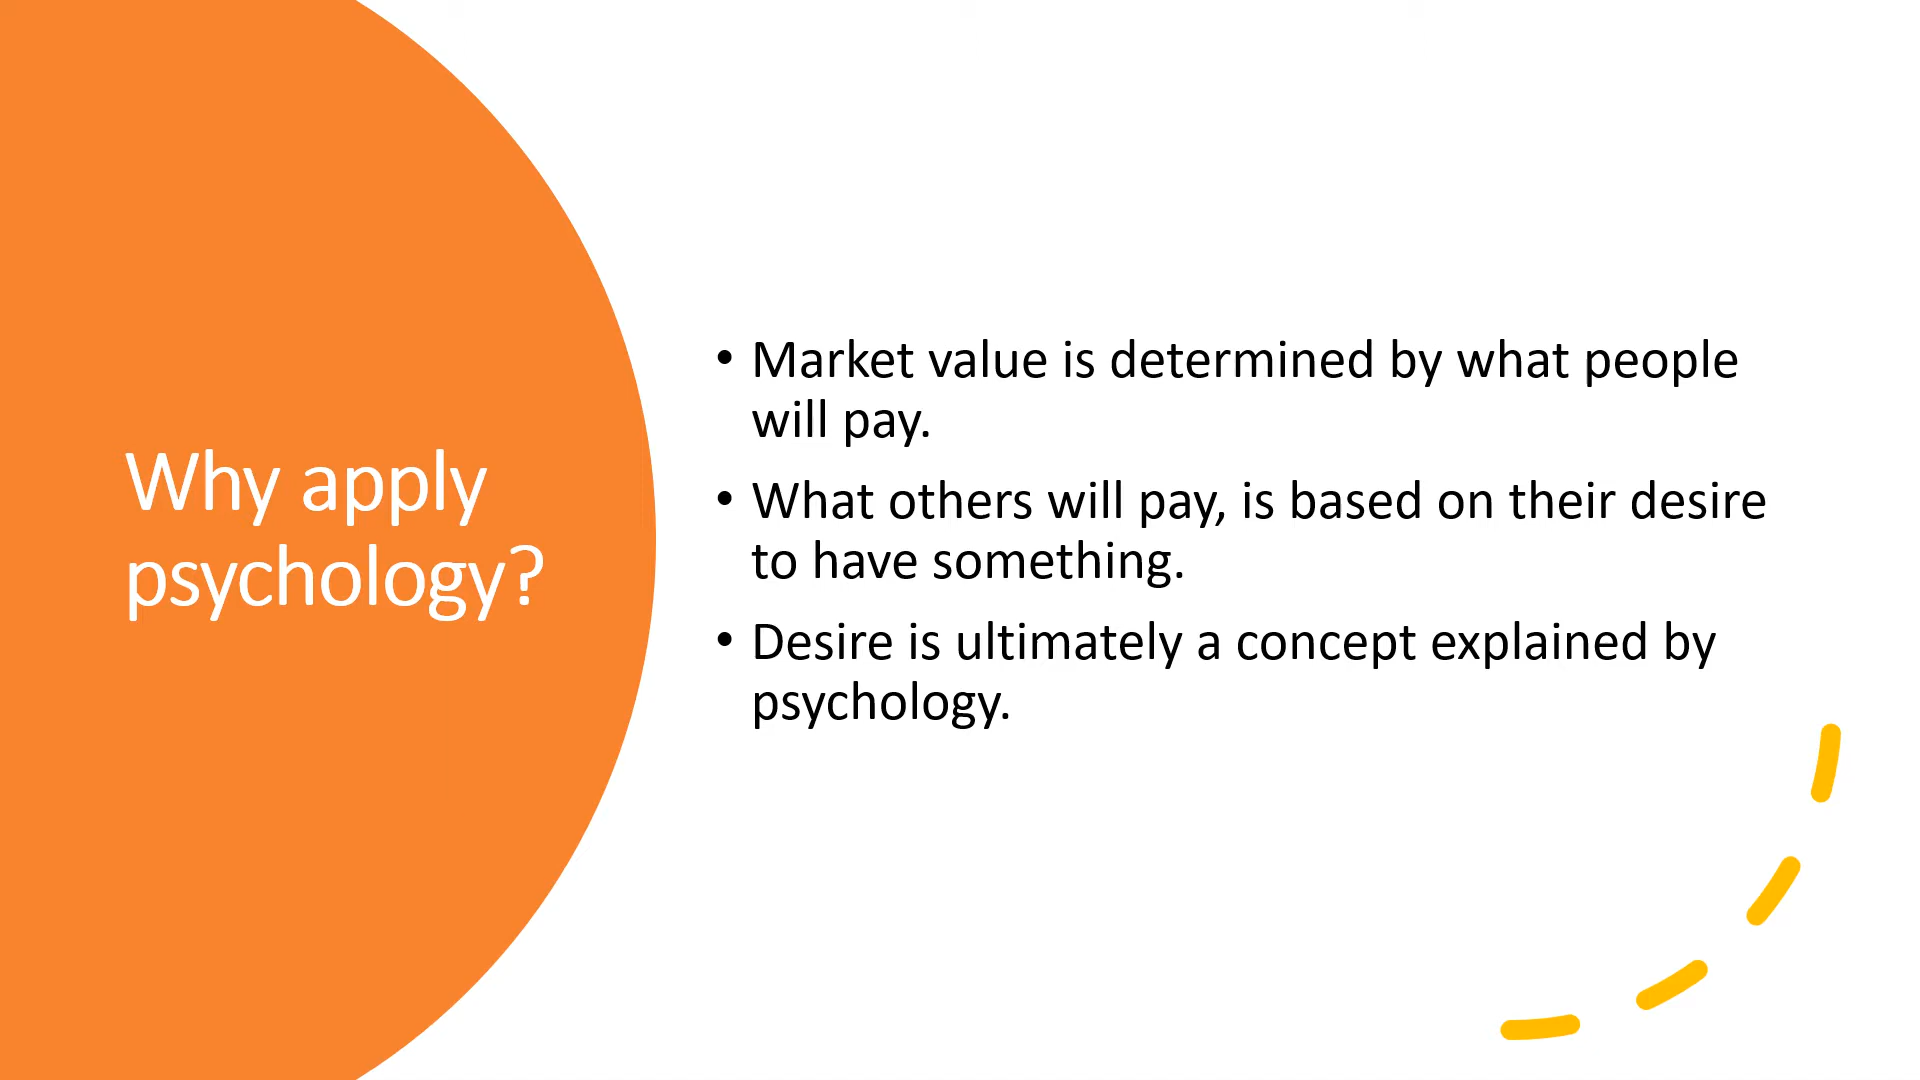 Why apply
psychology?
• Market value is determined by what people
will pay.
• What others will pay, is based on their desire
to have something.
• Desire is ultimately a concept explained by
psychology.